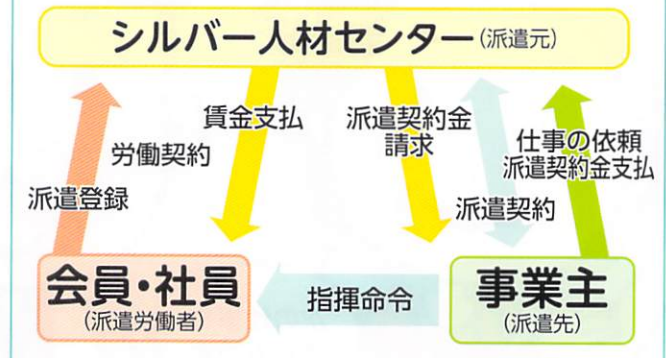 シルバー人材センター(派遣元)
賃金支払
派遣契約金
請求
仕事の依頼
派遣契約金支払
労働契約
派遣登録
派遣契約
会員・社員
(派遣労働者)
指揮命令
事業主
(派遣先)